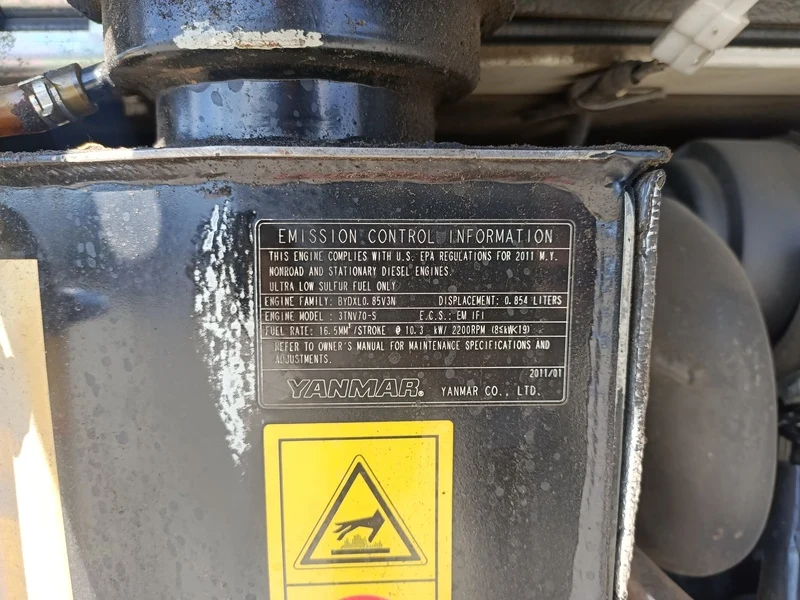 EMISSION CONTROL INFORMATION
THIS ENGINE COMPLIES WITH U.S. EPA REGULATIONS FOR 2011 M.Y.
NONROAD AND STATIONARY DIESEL ENGINES.
ULTRA LOW SULFUR FUEL ONLY
ENGINE FAMILY: BYDXL0.85V3N DISPLACEMENT: 0.854 LITERS
ENGINE MODEL: 3TNV70-S E.C.S.: EM IFI
FUEL RATE: 16.5MM³/STROKE @ 10.3 kW/ 2200RPM (8≤kW<19)
REFER TO OWNER'S MANUAL FOR MAINTENANCE SPECIFICATIONS AND
ADJUSTMENTS.
2011/01
YANMAR® YANMAR CO., LTD.